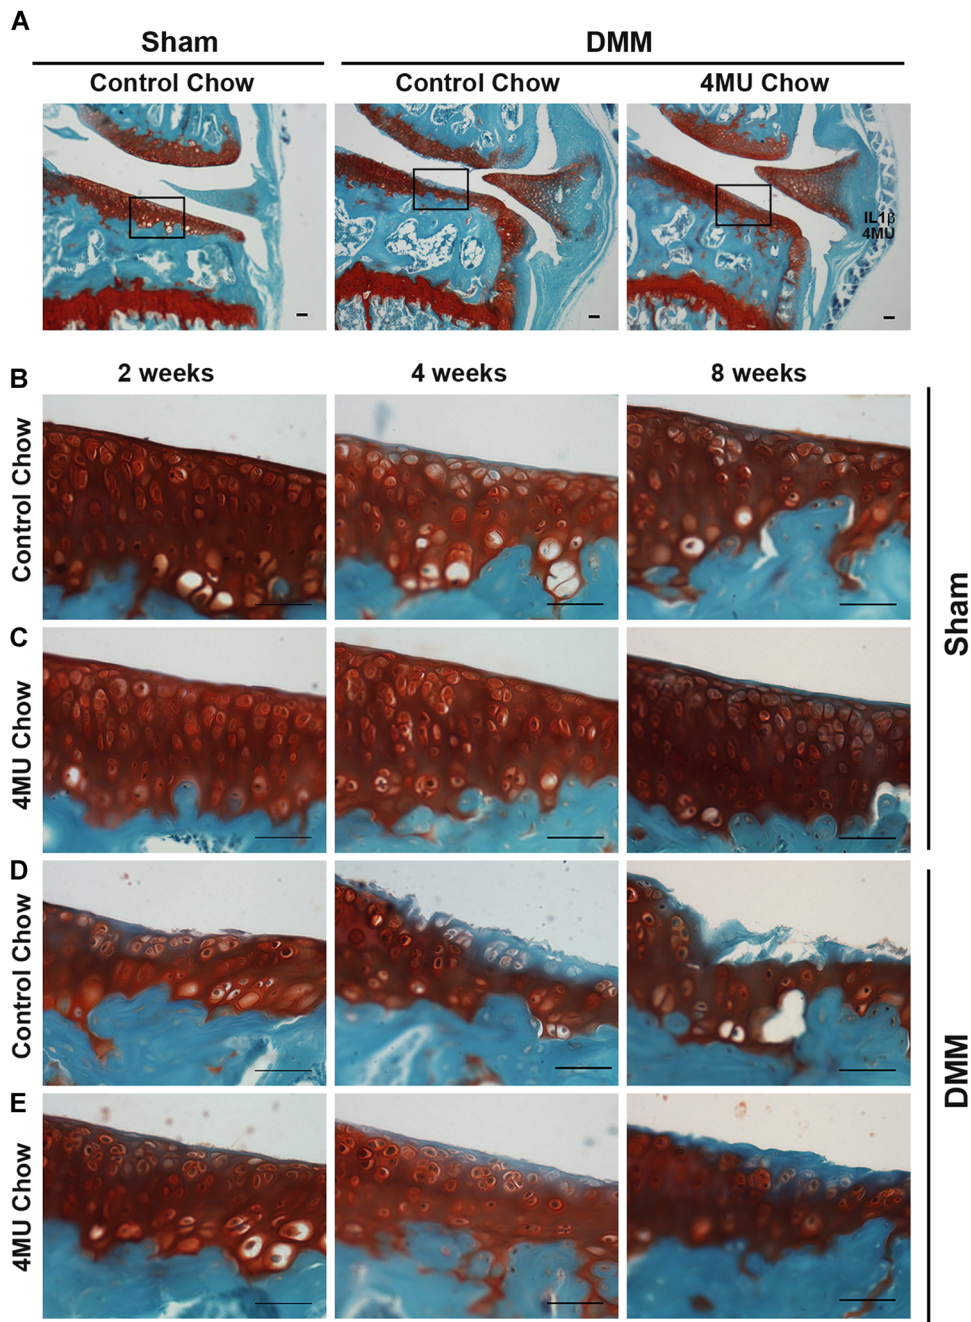 A
Sham
DMM
Control Chow
Control Chow
4MU Chow
IL1β
4MU
B
2 weeks
4 weeks
8 weeks
Control Chow
C
4MU Chow
Sham
D
Control Chow
E
4MU Chow
DMM